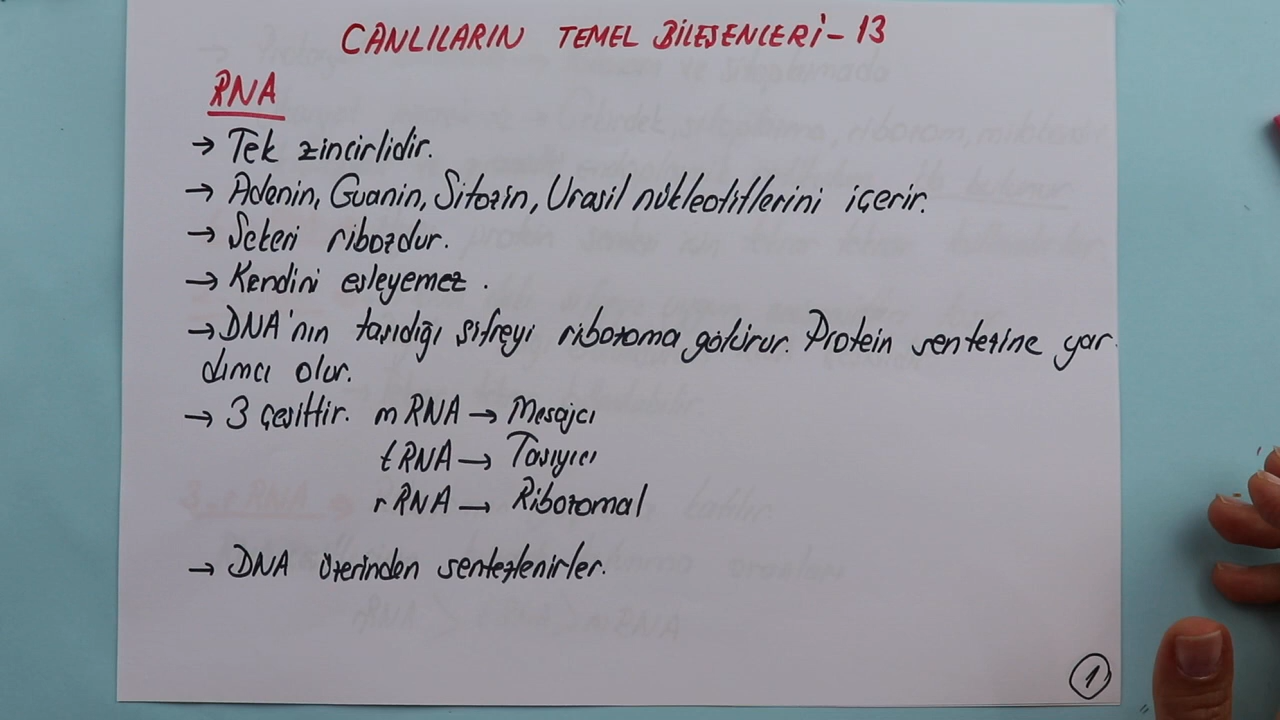 CANLILARIN TEMEL BİLEŞENLERİ-13
RNA
→ Tek zincirlidir.
→ Adenin, Guanin, Sitozin, Urasil nükleotitlerini içerir.
→ Şekeri ribozdur.
→ Kendini eşleyemez.
→ DNA'nın taşıdığı şifreyi ribozoma götürür. Protein sentezine yar
dımcı olur.
→ 3 çeşittir. mRNA → Mesajcı
tRNA → Taşıyıcı
rRNA → Ribozomal
→ DNA üzerinden sentezlenirler.
1